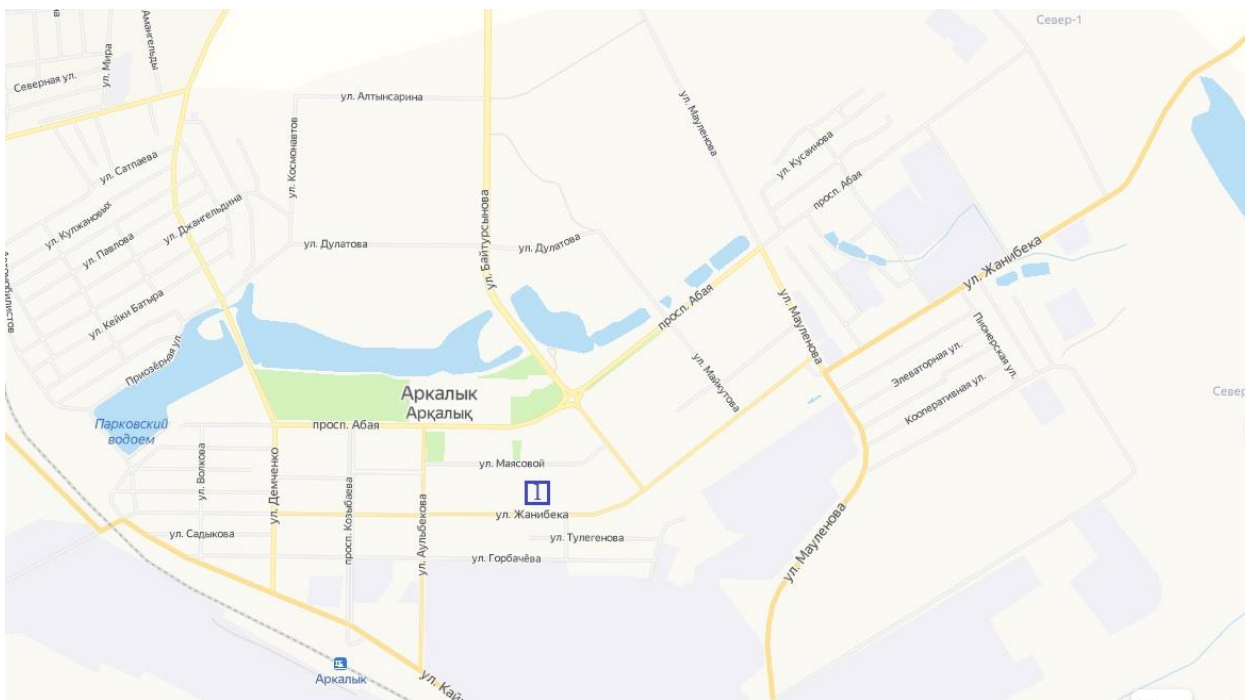 Север-1
Амангельды
ул. Мира
Северная ул.
ул. Алтынсарина
ул. Мауленова
ул. Сатпаева
ул. Космонавтов
ул. Кусаинова
просп. Абая
ул. Кулжановых
ул. Джангельдина
ул. Павлова
ул. Байтурсынова
ул. Дулатова
ул. Дулатова
ул. Жанибека
ул. Кейки Батыра
просп. Абая
ул. Мауленова
Приозёрная ул.
Пионерская ул.
Элеваторная ул.
ул. Майкутова
Аркалык
Арқалық
Кооперативная ул.
Север
Парковский
водоем
просп. Абая
ул. Волкова
ул. Демченко
ул. Маясовой
просп. Козыбаева
ул. Аульбекова
1
ул. Жанибека
ул. Садыкова
ул. Тулегенова
ул. Горбачёва
ул. Мауленова
Аркалык